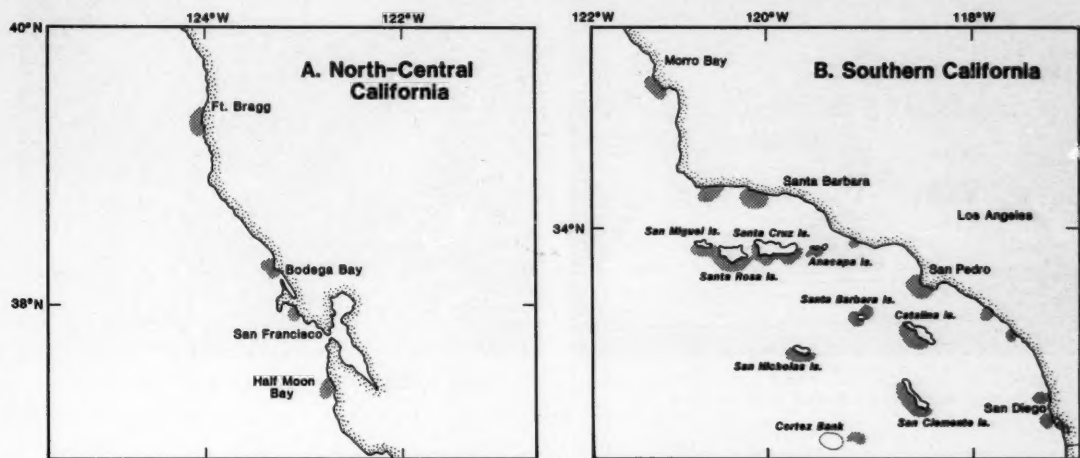 124°W
122°W
40°N
A. North-Central
California
Ft. Bragg
Bodega Bay
38°N
San Francisco
Half Moon
Bay
122°W
120°W
118°W
Morro Bay
B. Southern California
Santa Barbara
Los Angeles
34°N
San Miguel Is.
Santa Cruz Is.
Anacapa Is.
Santa Rosa Is.
San Pedro
Santa Barbara Is.
Catalina Is.
San Nickolas Is.
San Diego
San Clemente Is.
Cortez Bank